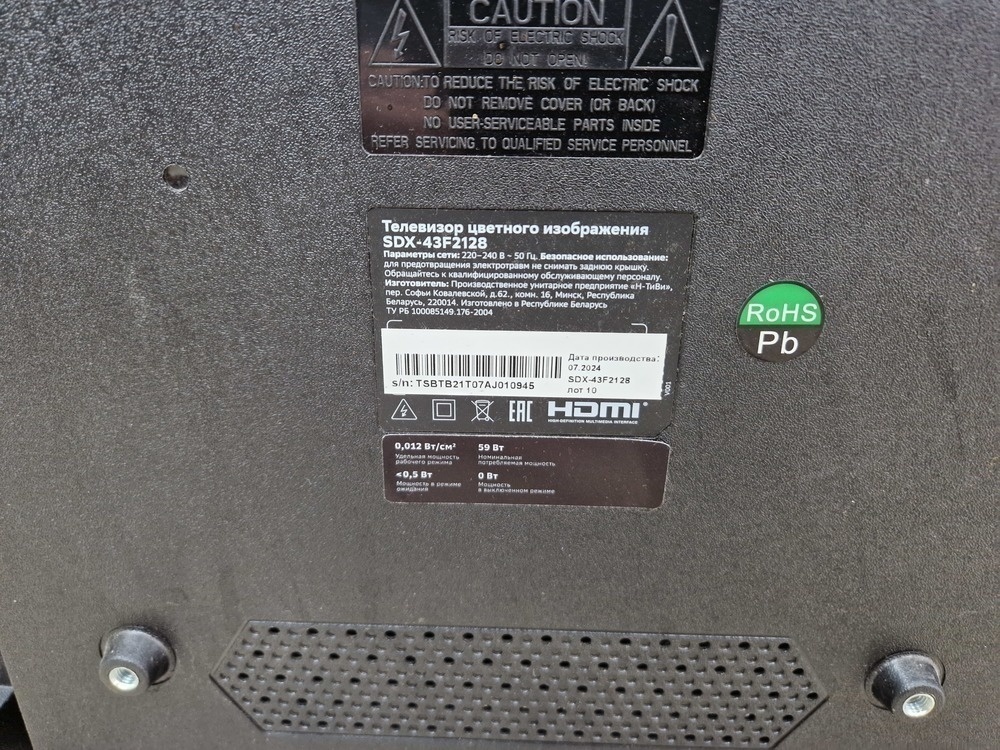 CAUTION
RISK OF ELECTRIC SHOCK
DO NOT OPEN!
CAUTION:TO REDUCE THE RISK OF ELECTRIC SHOCK
DO NOT REMOVE COVER (OR BACK)
NO USER-SERVICEABLE PARTS INSIDE
REFER SERVICING TO QUALIFIED SERVICE PERSONNEL
Телевизор цветного изображения
SDX-43F2128
Параметры сети: 220–240 В ~ 50 Гц. Безопасное использование:
для предотвращения электротравм не снимать заднюю крышку.
Обращайтесь к квалифицированному обслуживающему персоналу.
Изготовитель: Производственное унитарное предприятие «Н-ТиВи»,
пер. Софьи Ковалевской, д.62., комн. 16, Минск, Республика
Беларусь, 220014. Изготовлено в Республике Беларусь
ТУ РБ 100085149.176-2004
Дата производства:
07.2024
SDX-43F2128
лот 10
s/n: TSBTB21T07AJ010945
V001
EAC HDMI
HIGH-DEFINITION MULTIMEDIA INTERFACE
RoHS
Pb
0,012 Вт/см² 59 Вт
Удельная мощность Номинальная
рабочего режима потребляемая мощность
<0,5 Вт 0 Вт
Мощность в режиме Мощность
ожидания в выключенном режиме